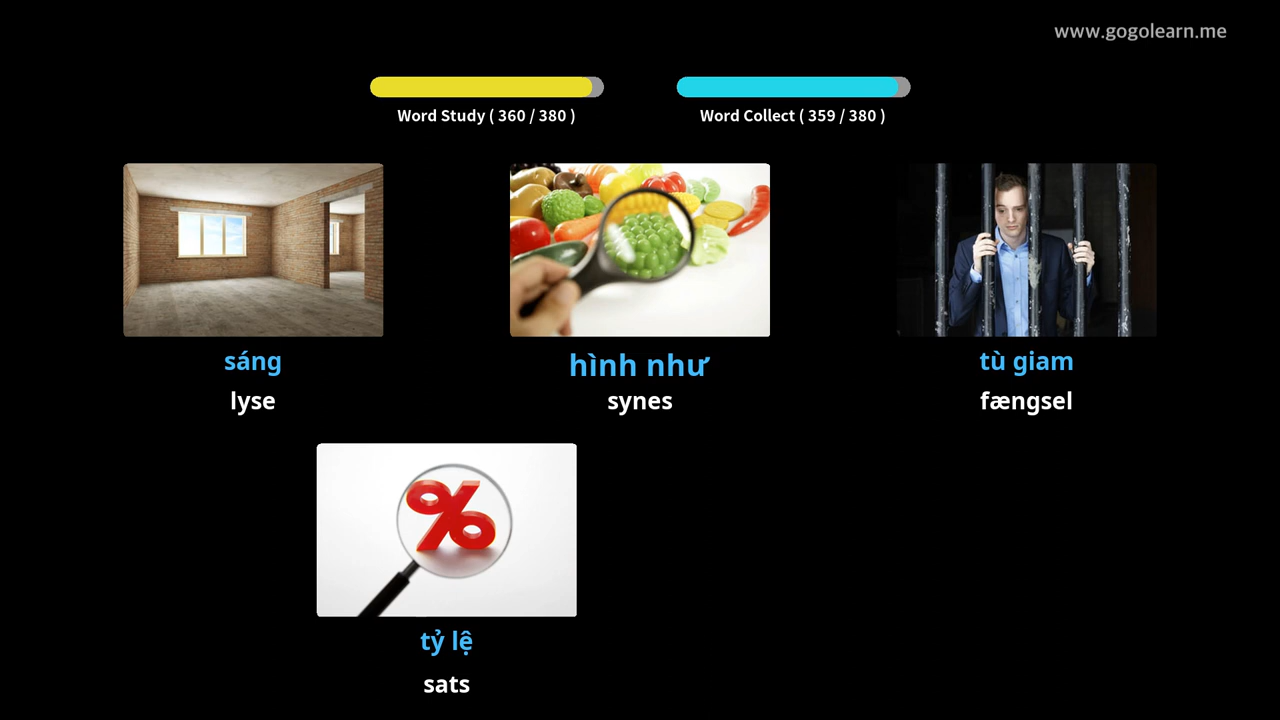 www.gogolearn.me
Word Study ( 360 / 380 )
Word Collect ( 359 / 380 )
sáng
lyse
hình như
synes
tù giam
fængsel
%
tỷ lệ
sats